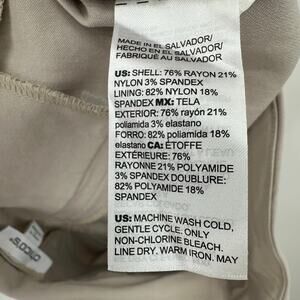 MADE IN EL SALVADOR/
HECHO EN EL SALVADOR/
FABRIQUÉ AU SALVADOR
US: SHELL: 76% RAYON 21%
NYLON 3% SPANDEX
LINING: 82% NYLON 18%
SPANDEX MX: TELA
EXTERIOR: 76% rayón 21%
poliamida 3% elastano
FORRO: 82% poliamida 18%
elastano CA: ÉTOFFE
EXTÉRIEURE: 76%
RAYONNE 21% POLYAMIDE
3% SPANDEX DOUBLURE:
82% POLYAMIDE 18%
SPANDEX
US: MACHINE WASH COLD,
GENTLE CYCLE. ONLY
NON-CHLORINE BLEACH.
LINE DRY. WARM IRON. MAY